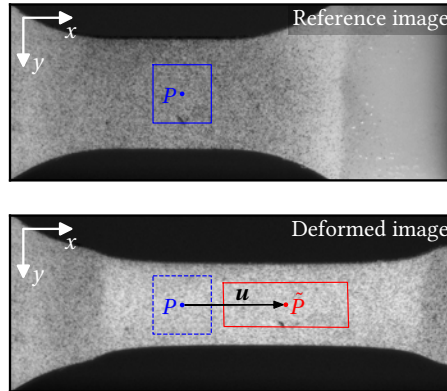 Reference image
x
y
P
Deformed image
x
y
P
u
P̃